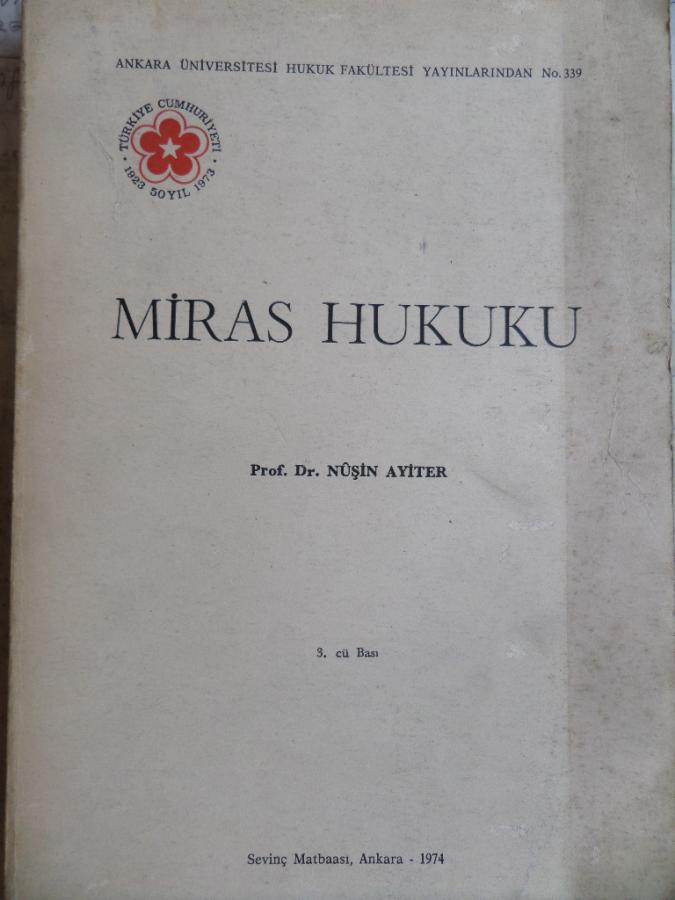 ANKARA ÜNİVERSİTESİ HUKUK FAKÜLTESİ YAYINLARINDAN No. 339
TÜRKİYE CUMHURİYETİ
1923 50 YIL 1973
MİRAS HUKUKU
Prof. Dr. NÛŞİN AYİTER
3. cü Bası
Sevinç Matbaası, Ankara - 1974